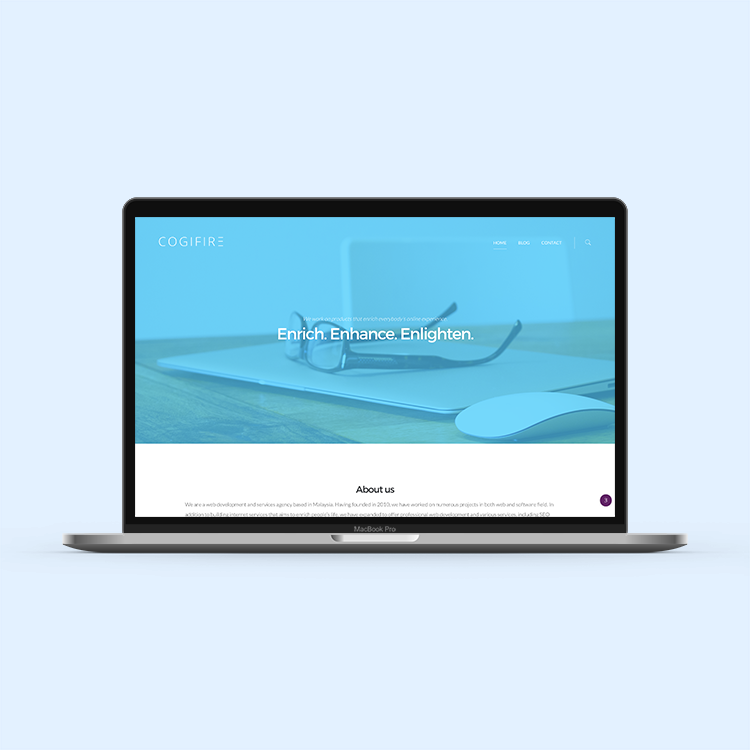 COGIFIRE
HOME BLOG CONTACT
We work on products that enrich everybody's online experience.
Enrich. Enhance. Enlighten.
About us
We are a web development and services agency based in Malaysia. Having founded in 2010, we have worked on numerous projects in both web and software field. In
addition to building internet services that aims to enrich people's life, we have expanded to offer professional web development and various services, including SEO
3
MacBook Pro